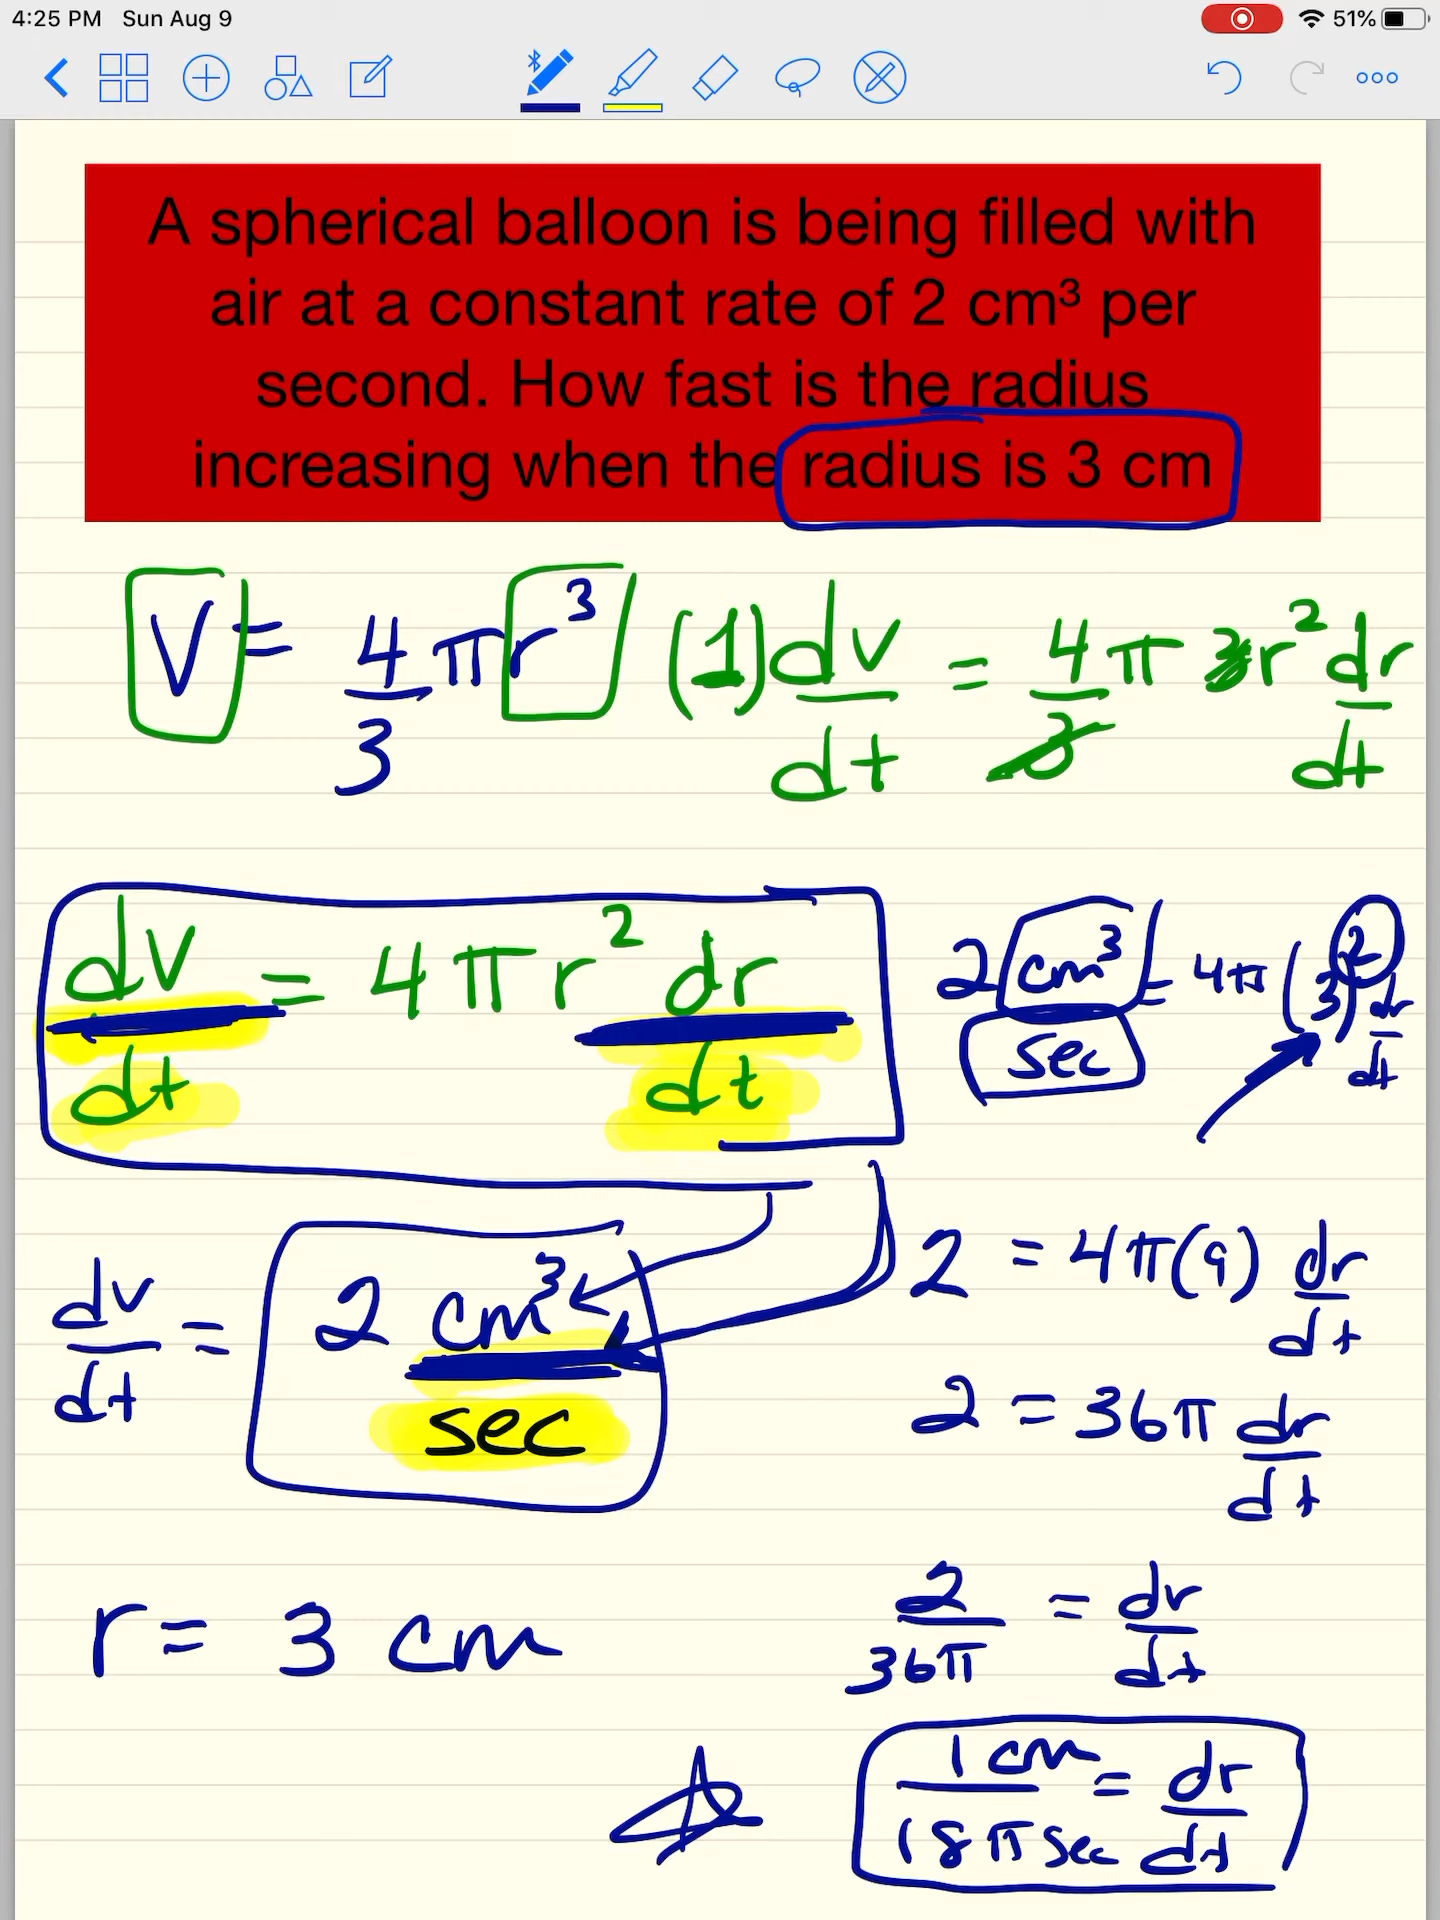 4:25 PM Sun Aug 9
51%
A spherical balloon is being filled with
air at a constant rate of 2 cm³ per
second. How fast is the radius
increasing when the radius is 3 cm
V = 4/3 πr³ (1) dv/dt = 4/3 π 3r² dr/dt
dv/dt = 4πr² dr/dt
2 cm³/sec = 4π(3)² dr/dt
dv/dt = 2 cm³/sec
2 = 4π(9) dr/dt
2 = 36π dr/dt
r = 3 cm
2/36π = dr/dt
1 cm/18π sec = dr/dt